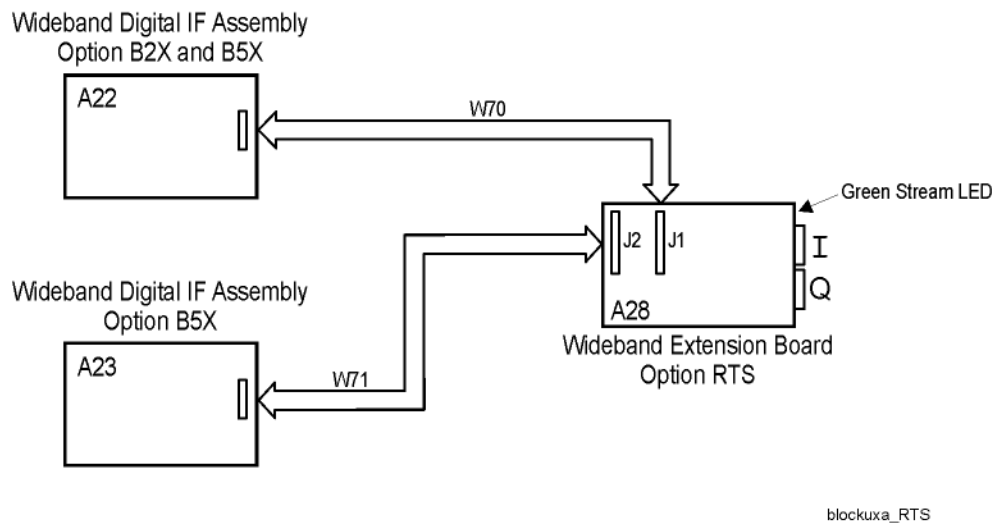 Wideband Digital IF Assembly
Option B2X and B5X
A22
W70
Green Stream LED
J2
J1
I
Q
A28
Wideband Extension Board
Option RTS
Wideband Digital IF Assembly
Option B5X
A23
W71
blockuxa_RTS